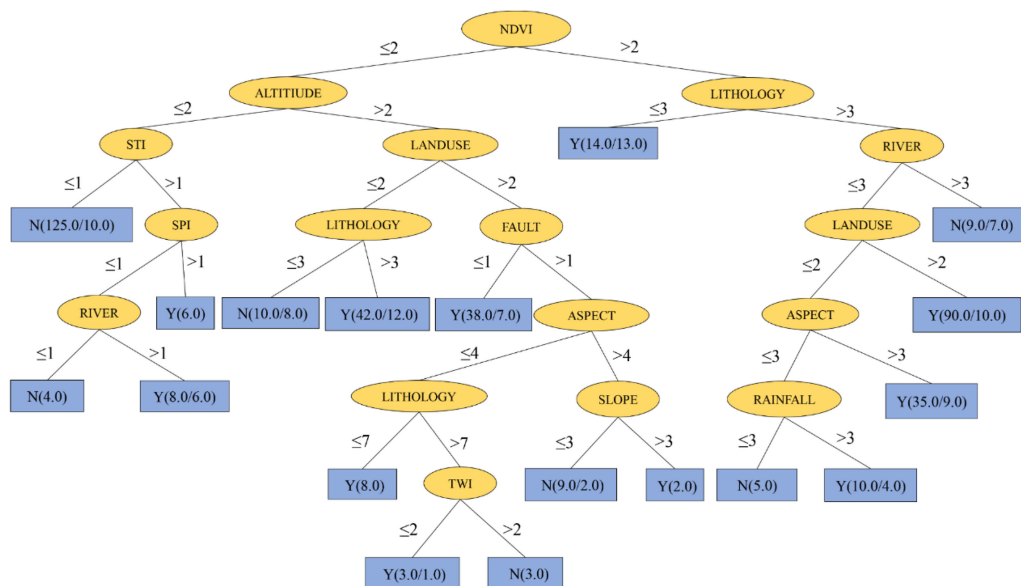 NDVI
≤2 >2
ALTITIUDE LITHOLOGY
≤2 >2 ≤3 >3
STI LANDUSE Y(14.0/13.0) RIVER
≤1 >1 ≤2 >2 ≤3 >3
N(125.0/10.0) SPI LITHOLOGY FAULT LANDUSE N(9.0/7.0)
≤1 >1 ≤3 >3 ≤1 >1 ≤2 >2
RIVER Y(6.0) N(10.0/8.0) Y(42.0/12.0) Y(38.0/7.0) ASPECT ASPECT Y(90.0/10.0)
≤1 >1 ≤4 >4 ≤3 >3
N(4.0) Y(8.0/6.0) LITHOLOGY SLOPE RAINFALL Y(35.0/9.0)
≤7 >7 ≤3 >3 ≤3 >3
Y(8.0) TWI N(9.0/2.0) Y(2.0) N(5.0) Y(10.0/4.0)
≤2 >2
Y(3.0/1.0) N(3.0)